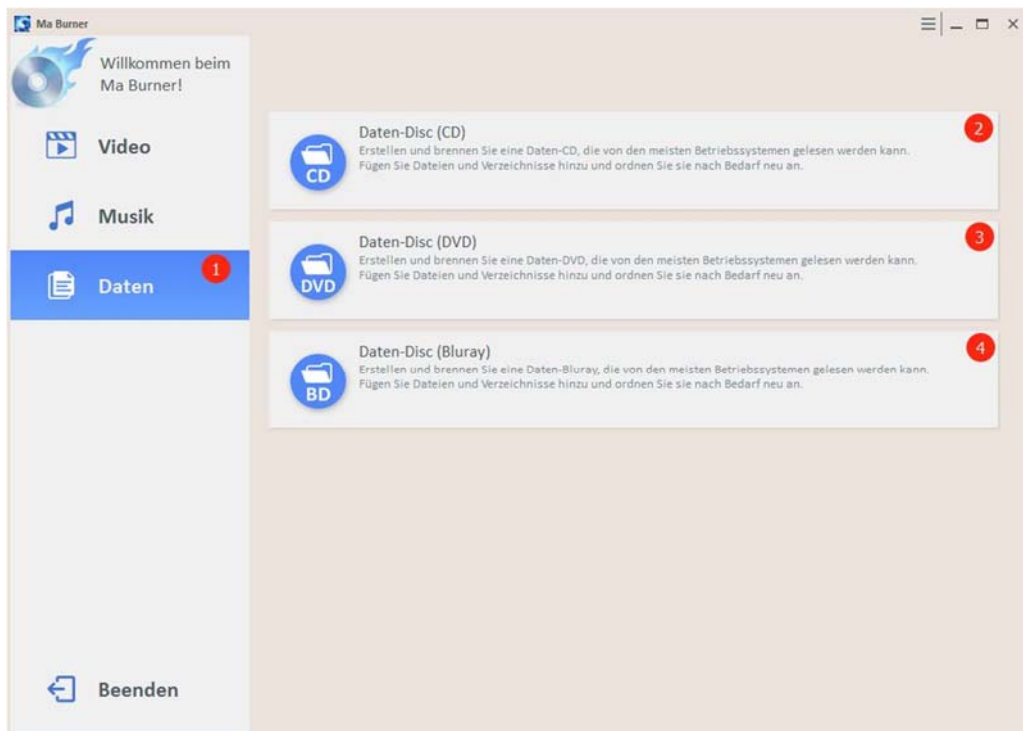 Ma Burner
Willkommen beim
Ma Burner!
Video
Musik
Daten
1
Beenden
Daten-Disc (CD)
2
Erstellen und brennen Sie eine Daten-CD, die von den meisten Betriebssystemen gelesen werden kann.
Fügen Sie Dateien und Verzeichnisse hinzu und ordnen Sie sie nach Bedarf neu an.
CD
Daten-Disc (DVD)
3
Erstellen und brennen Sie eine Daten-DVD, die von den meisten Betriebssystemen gelesen werden kann.
Fügen Sie Dateien und Verzeichnisse hinzu und ordnen Sie sie nach Bedarf neu an.
DVD
Daten-Disc (Bluray)
4
Erstellen und brennen Sie eine Daten-Bluray, die von den meisten Betriebssystemen gelesen werden kann.
Fügen Sie Dateien und Verzeichnisse hinzu und ordnen Sie sie nach Bedarf neu an.
BD